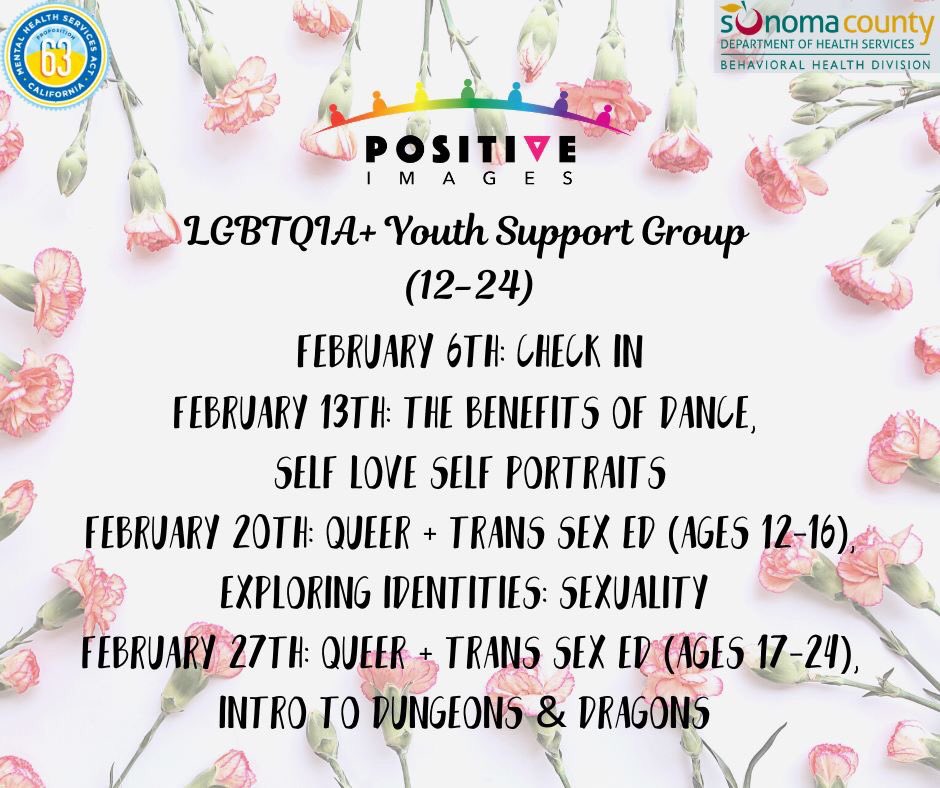 MENTAL HEALTH SERVICES ACT
PROPOSITION
63
CALIFORNIA
sonoma county
DEPARTMENT OF HEALTH SERVICES
BEHAVIORAL HEALTH DIVISION
POSITIVE
IMAGES
LGBTQIA+ Youth Support Group
(12-24)
FEBRUARY 6TH: CHECK IN
FEBRUARY 13TH: THE BENEFITS OF DANCE,
SELF LOVE SELF PORTRAITS
FEBRUARY 20TH: QUEER + TRANS SEX ED (AGES 12-16),
EXPLORING IDENTITIES: SEXUALITY
FEBRUARY 27TH: QUEER + TRANS SEX ED (AGES 17-24),
INTRO TO DUNGEONS & DRAGONS